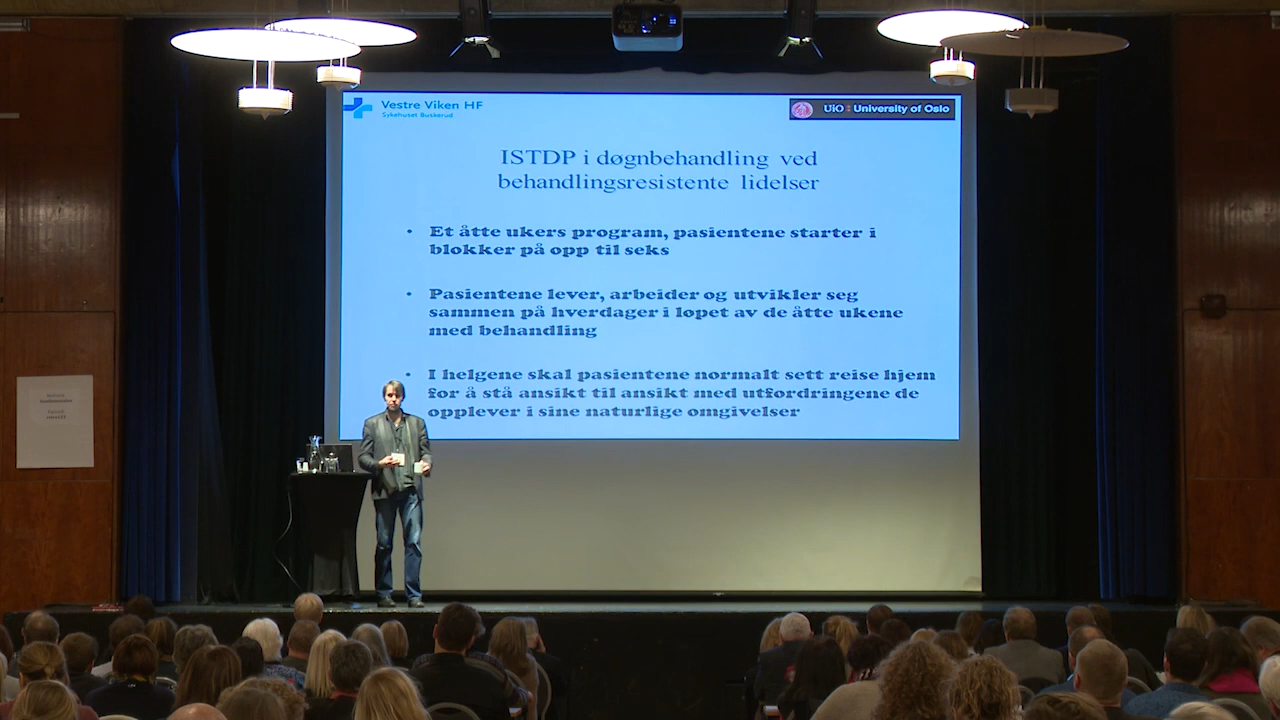 Vestre Viken HF
Sykehuset Buskerud
UiO : University of Oslo
ISTDP i døgnbehandling ved
behandlingsresistente lidelser
• Et åtte ukers program, pasientene starter i
blokker på opp til seks
• Pasientene lever, arbeider og utvikler seg
sammen på hverdager i løpet av de åtte ukene
med behandling
• I helgene skal pasientene normalt sett reise hjem
for å stå ansikt til ansikt med utfordringene de
opplever i sine naturlige omgivelser